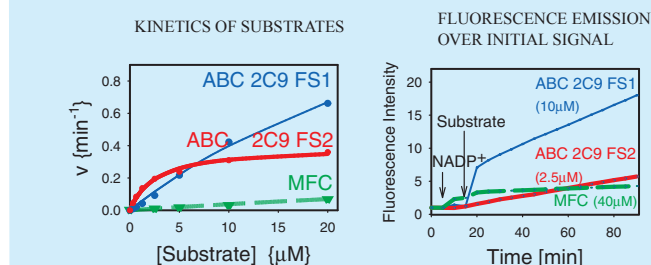 KINETICS OF SUBSTRATES
v {min-1}
0.8
0.6
0.4
0.2
0.0
ABC 2C9 FS1
ABC 2C9 FS2
MFC
0 5 10 15 20
[Substrate] {µM}
FLUORESCENCE EMISSION
OVER INITIAL SIGNAL
Fluorescence Intensity
20
15
10
5
0
ABC 2C9 FS1
(10µM)
Substrate
NADP+
ABC 2C9 FS2
(2.5µM)
MFC (40µM)
0 20 40 60 80
Time [min]